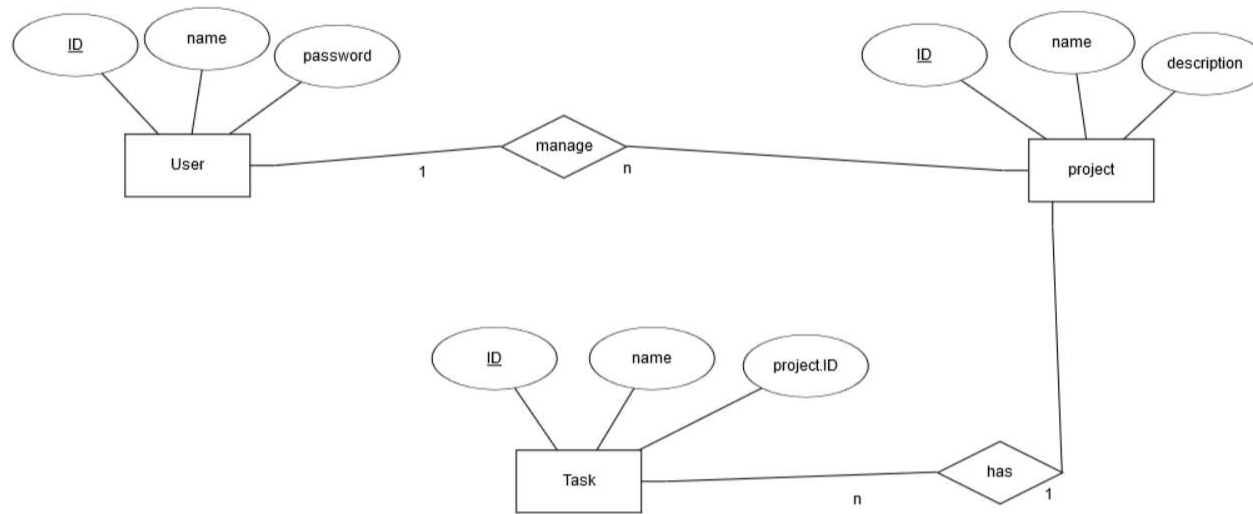 ID
name
password
User
1
manage
n
ID
name
description
project
ID
name
project.ID
Task
n
has
1